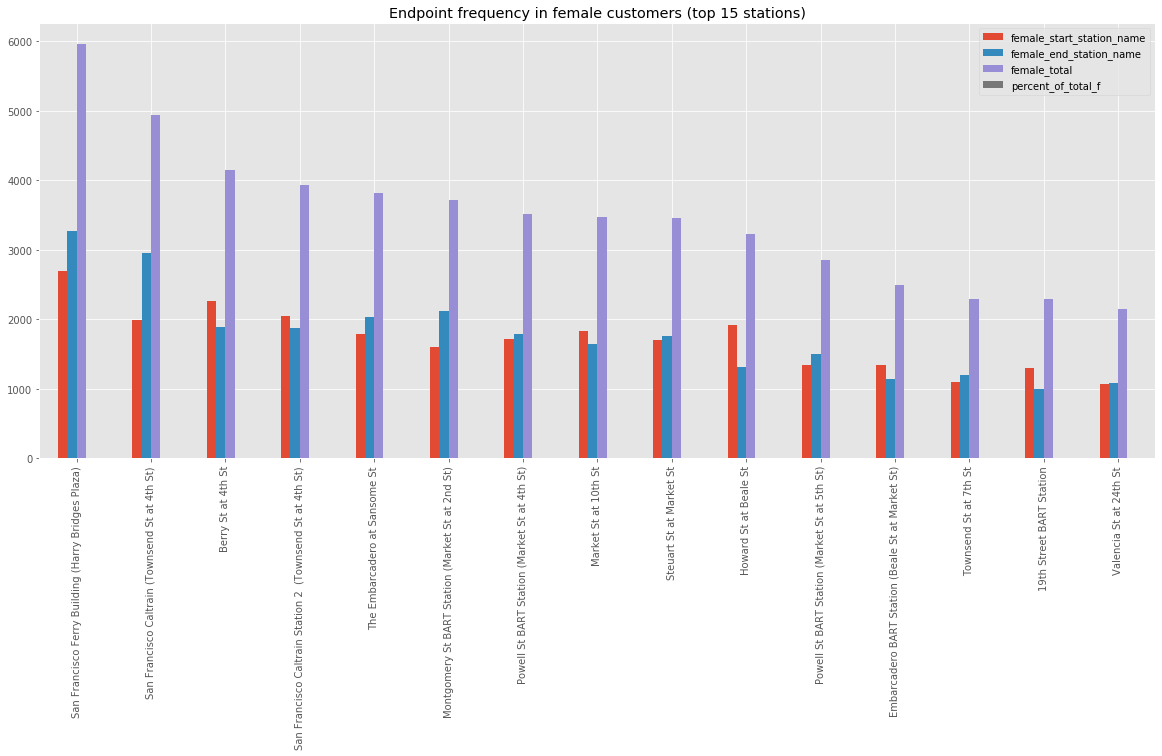 Endpoint frequency in female customers (top 15 stations)
female_start_station_name
female_end_station_name
female_total
percent_of_total_f
6000
5000
4000
3000
2000
1000
0
San Francisco Ferry Building (Harry Bridges Plaza)
San Francisco Caltrain (Townsend St at 4th St)
Berry St at 4th St
San Francisco Caltrain Station 2  (Townsend St at 4th St)
The Embarcadero at Sansome St
Montgomery St BART Station (Market St at 2nd St)
Powell St BART Station (Market St at 4th St)
Market St at 10th St
Steuart St at Market St
Howard St at Beale St
Powell St BART Station (Market St at 5th St)
Embarcadero BART Station (Beale St at Market St)
Townsend St at 7th St
19th Street BART Station
Valencia St at 24th St